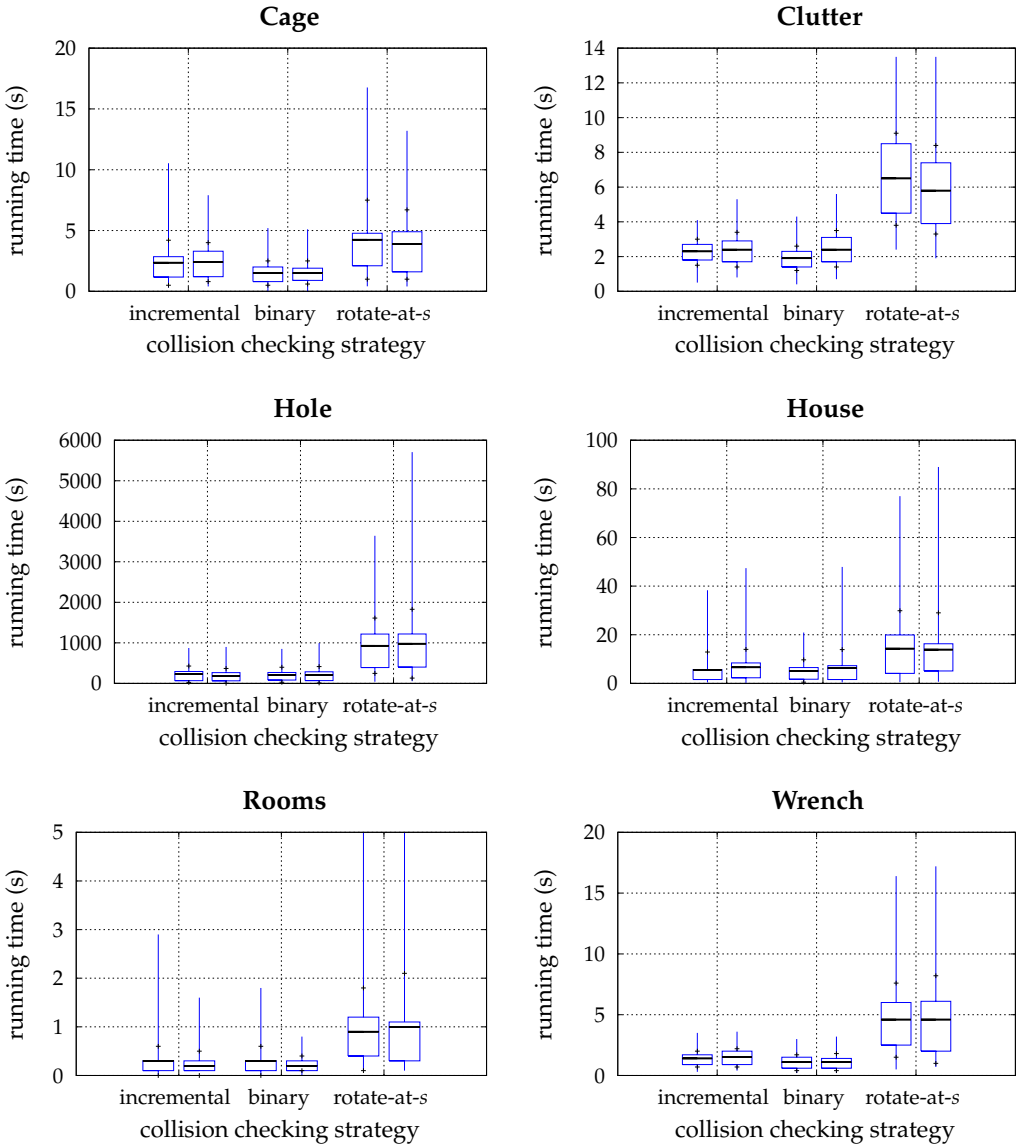 Cage
running time (s)
20
15
10
5
0
incremental binary rotate-at-s
collision checking strategy
Clutter
running time (s)
14
12
10
8
6
4
2
0
incremental binary rotate-at-s
collision checking strategy
Hole
running time (s)
6000
5000
4000
3000
2000
1000
0
incremental binary rotate-at-s
collision checking strategy
House
running time (s)
100
80
60
40
20
0
incremental binary rotate-at-s
collision checking strategy
Rooms
running time (s)
5
4
3
2
1
0
incremental binary rotate-at-s
collision checking strategy
Wrench
running time (s)
20
15
10
5
0
incremental binary rotate-at-s
collision checking strategy